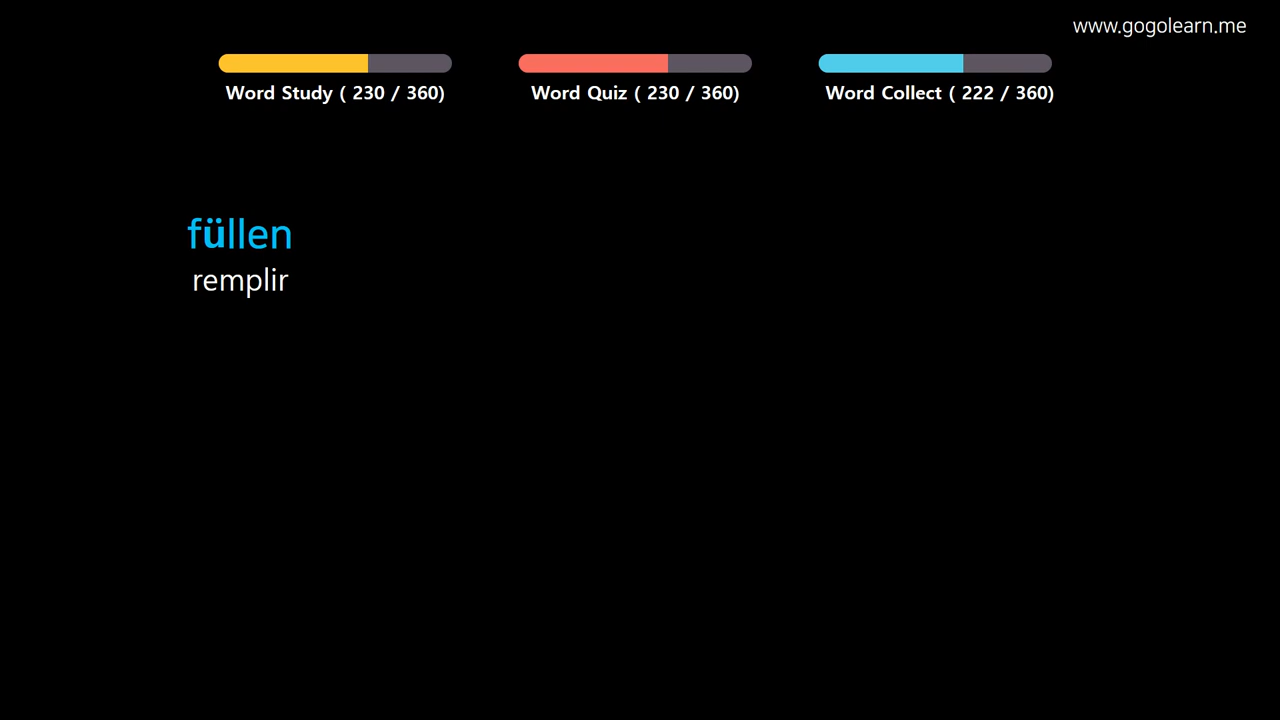 www.gogolearn.me
Word Study ( 230 / 360)
Word Quiz ( 230 / 360)
Word Collect ( 222 / 360)
füllen
remplir